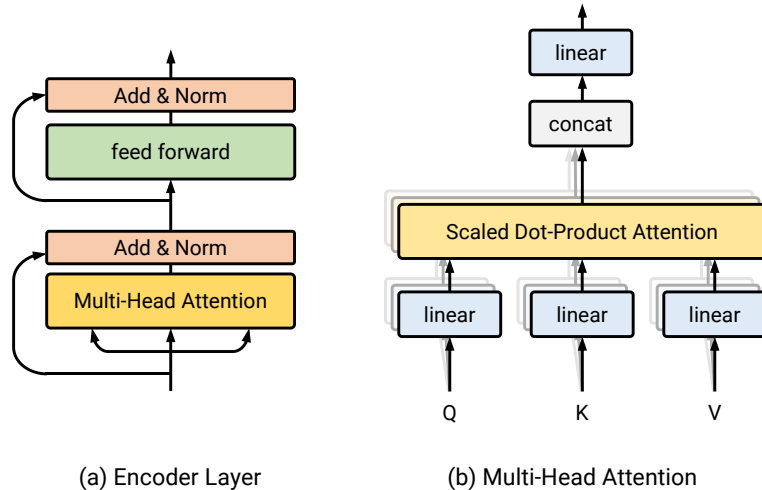 Add & Norm
feed forward
Add & Norm
Multi-Head Attention
(a) Encoder Layer
linear
concat
Scaled Dot-Product Attention
linear linear linear
Q K V
(b) Multi-Head Attention